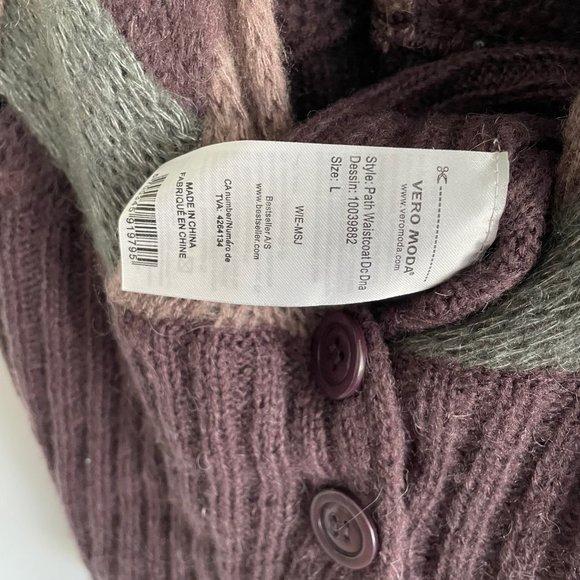 VERO MODA®
www.veromoda.com
Style: Path Waistcoat Dc Dna
Dessin: 10039882
Size: L
WIE-MSJ
Bestseller A/S
www.bestseller.com
CA number/Numéro de
TVA: 4264134
MADE IN CHINA
FABRIQUÉ EN CHINE
919795